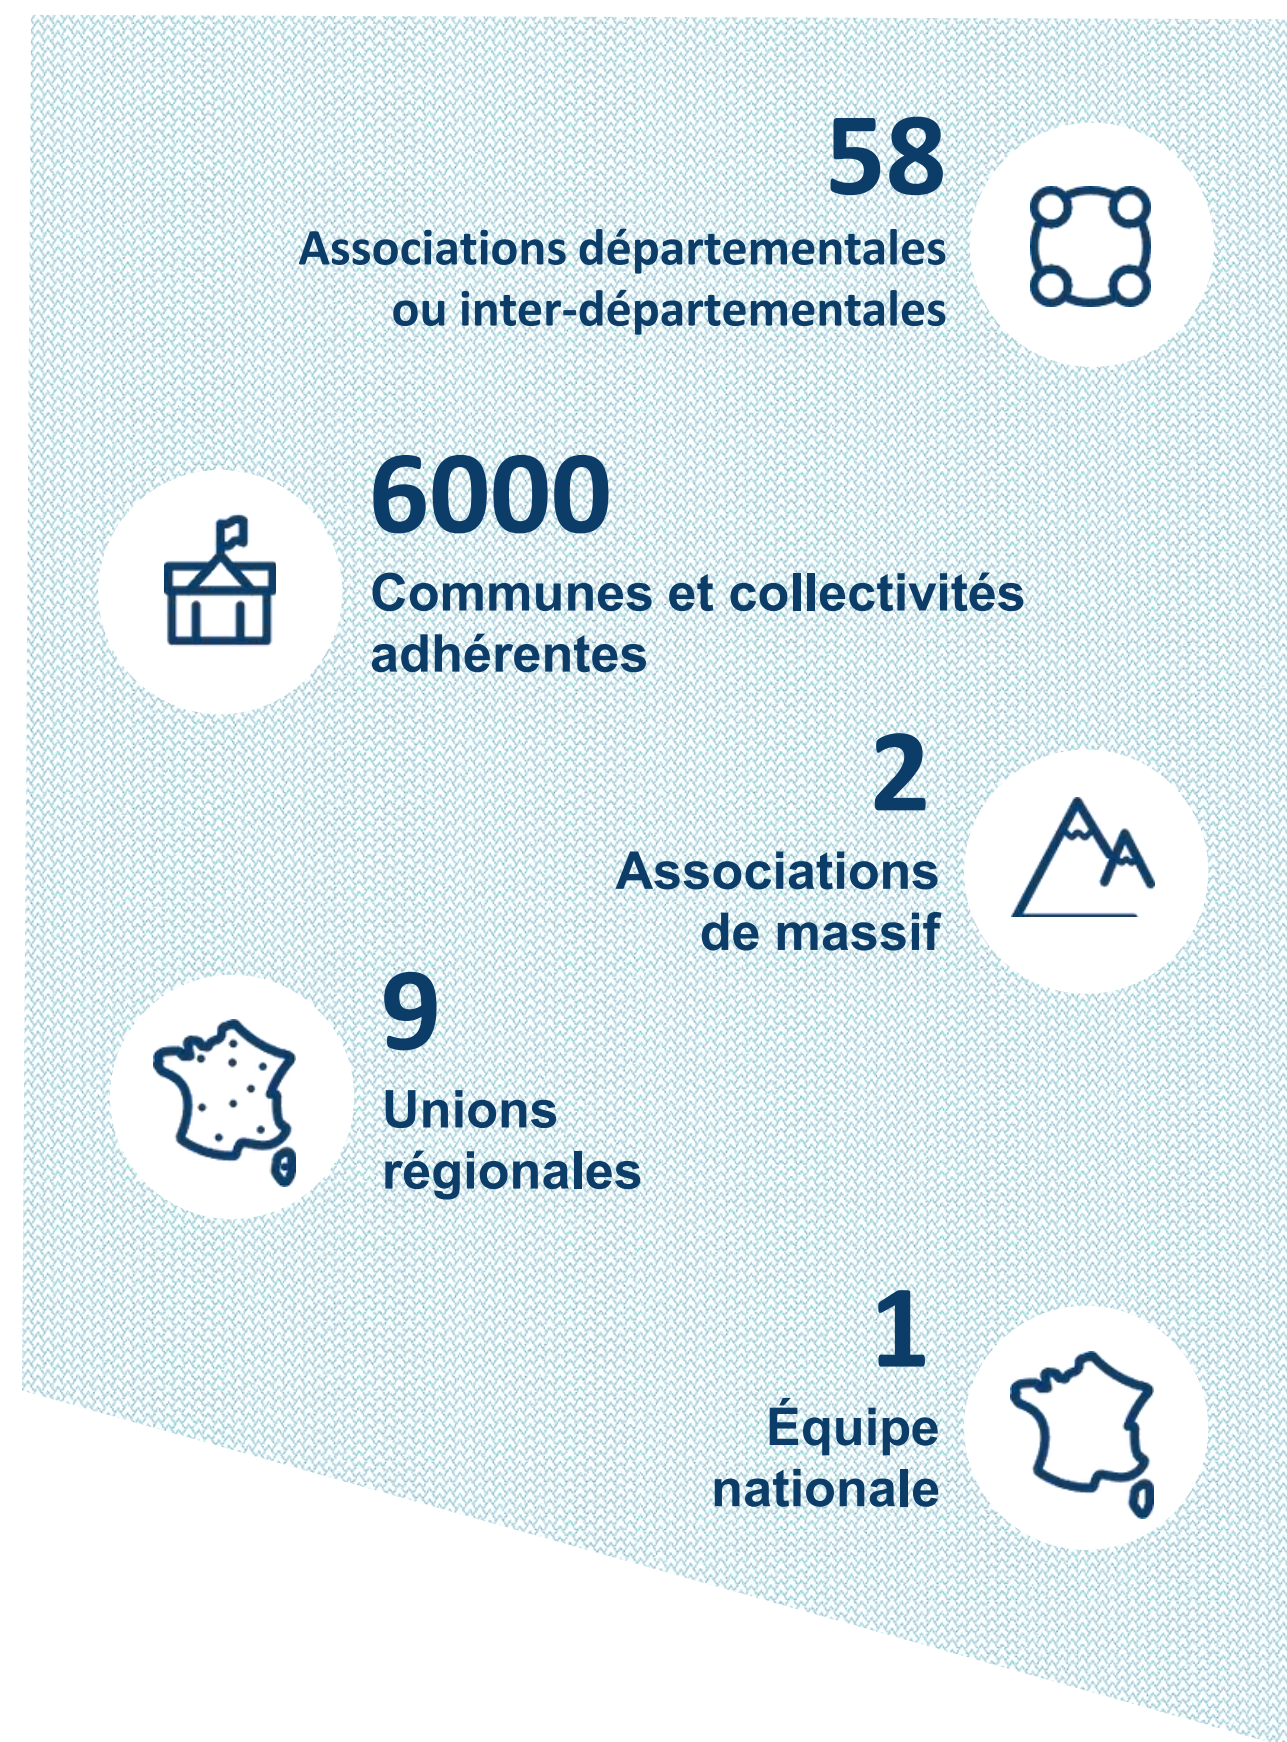 58
Associations départementales
ou inter-départementales
6000
Communes et collectivités
adhérentes
2
Associations
de massif
9
Unions
régionales
1
Équipe
nationale